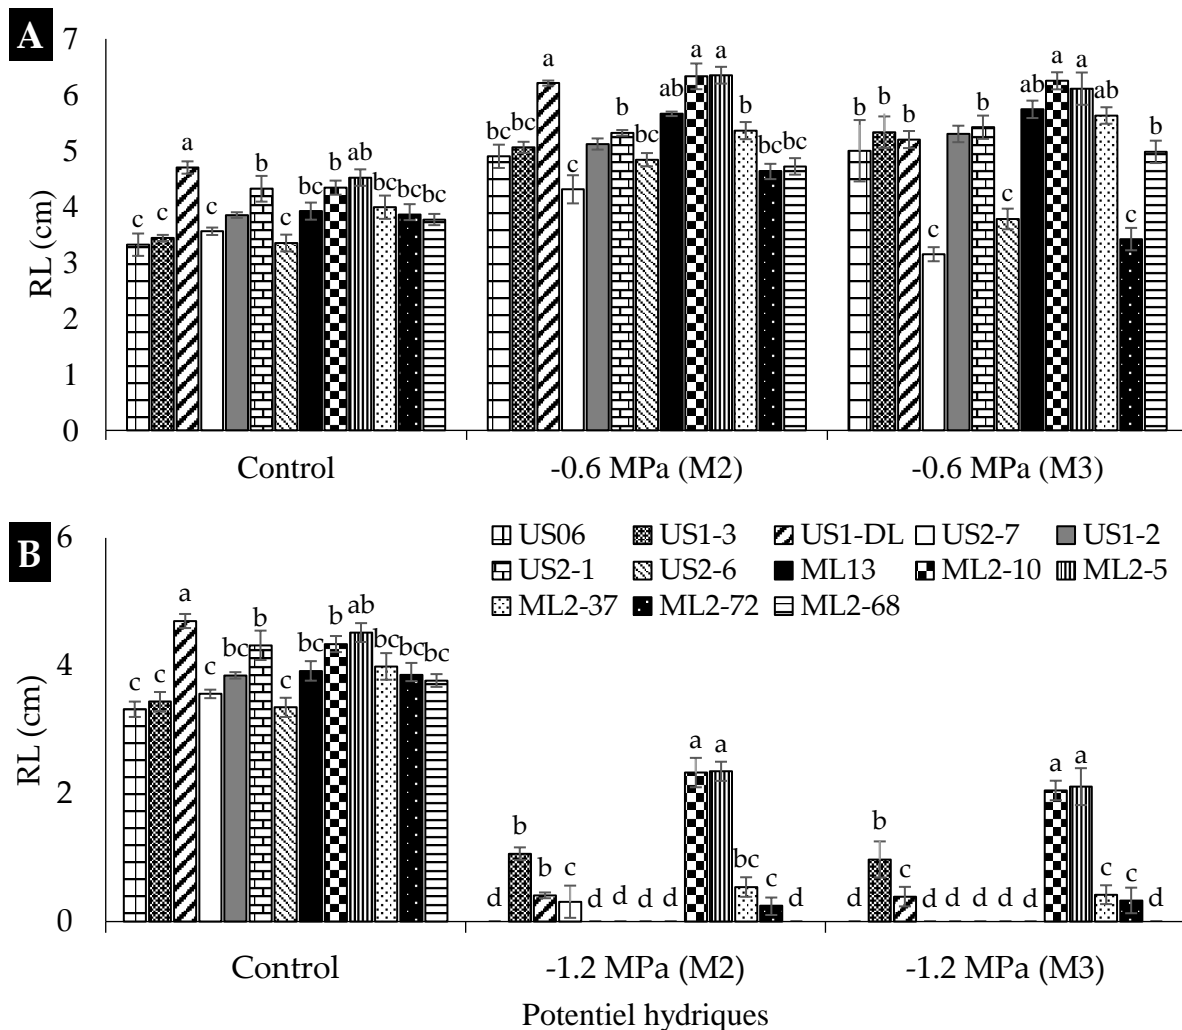 A
7
6
5
4
3
2
1
0
RL (cm)
c c a c b c bc b ab bc bc bc
bc bc a c b bc ab a a b bc bc
b b b c b c ab a a ab c b
Control -0.6 MPa (M2) -0.6 MPa (M3)
B
6
4
2
0
RL (cm)
US06 US1-3 US1-DL US2-7 US1-2
US2-1 US2-6 ML13 ML2-10 ML2-5
ML2-37 ML2-72 ML2-68
c c a c bc b c bc b ab bc bc bc
d b b c d d d d a a bc c d
d b c d d d d d a a c c d
Control -1.2 MPa (M2) -1.2 MPa (M3)
Potentiel hydriques